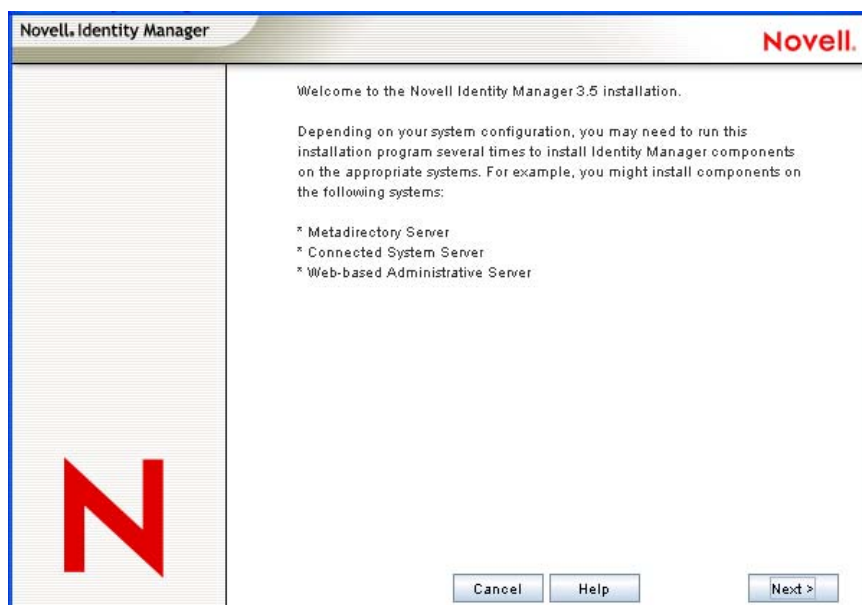 Novell. Identity Manager
Novell.
Welcome to the Novell Identity Manager 3.5 installation.
Depending on your system configuration, you may need to run this
installation program several times to install Identity Manager components
on the appropriate systems. For example, you might install components on
the following systems:
* Metadirectory Server
* Connected System Server
* Web-based Administrative Server
N
Cancel Help Next >